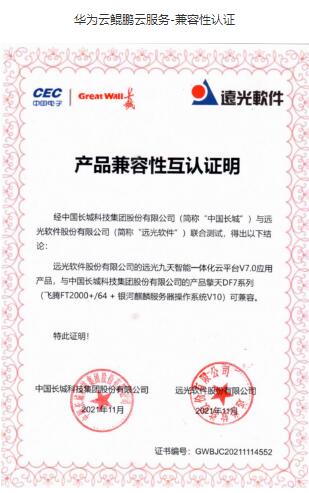 华为云鲲鹏云服务-兼容性认证
CEC
中国电子
Great Wall
長城
遠光軟件
产品兼容性互认证明
经中国长城科技集团股份有限公司（简称“中国长城”）与远
光软件股份有限公司（简称“远光软件”）联合测试，得出以下结
论：
远光软件股份有限公司的远光九天智能一体化云平台V7.0应用
产品，与中国长城科技集团股份有限公司的产品擎天DF7系列
（飞腾FT2000+/64 + 银河麒麟服务器操作系统V10）可兼容。
特此证明！
中国长城科技集团股份有限公司
远光软件股份有限公司
2021年11月
2021年11月
证书编号：GWBJC20211114552